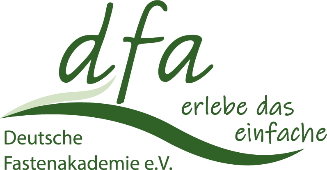 dfa
erlebe das
einfache
Deutsche
Fastenakademie e.V.